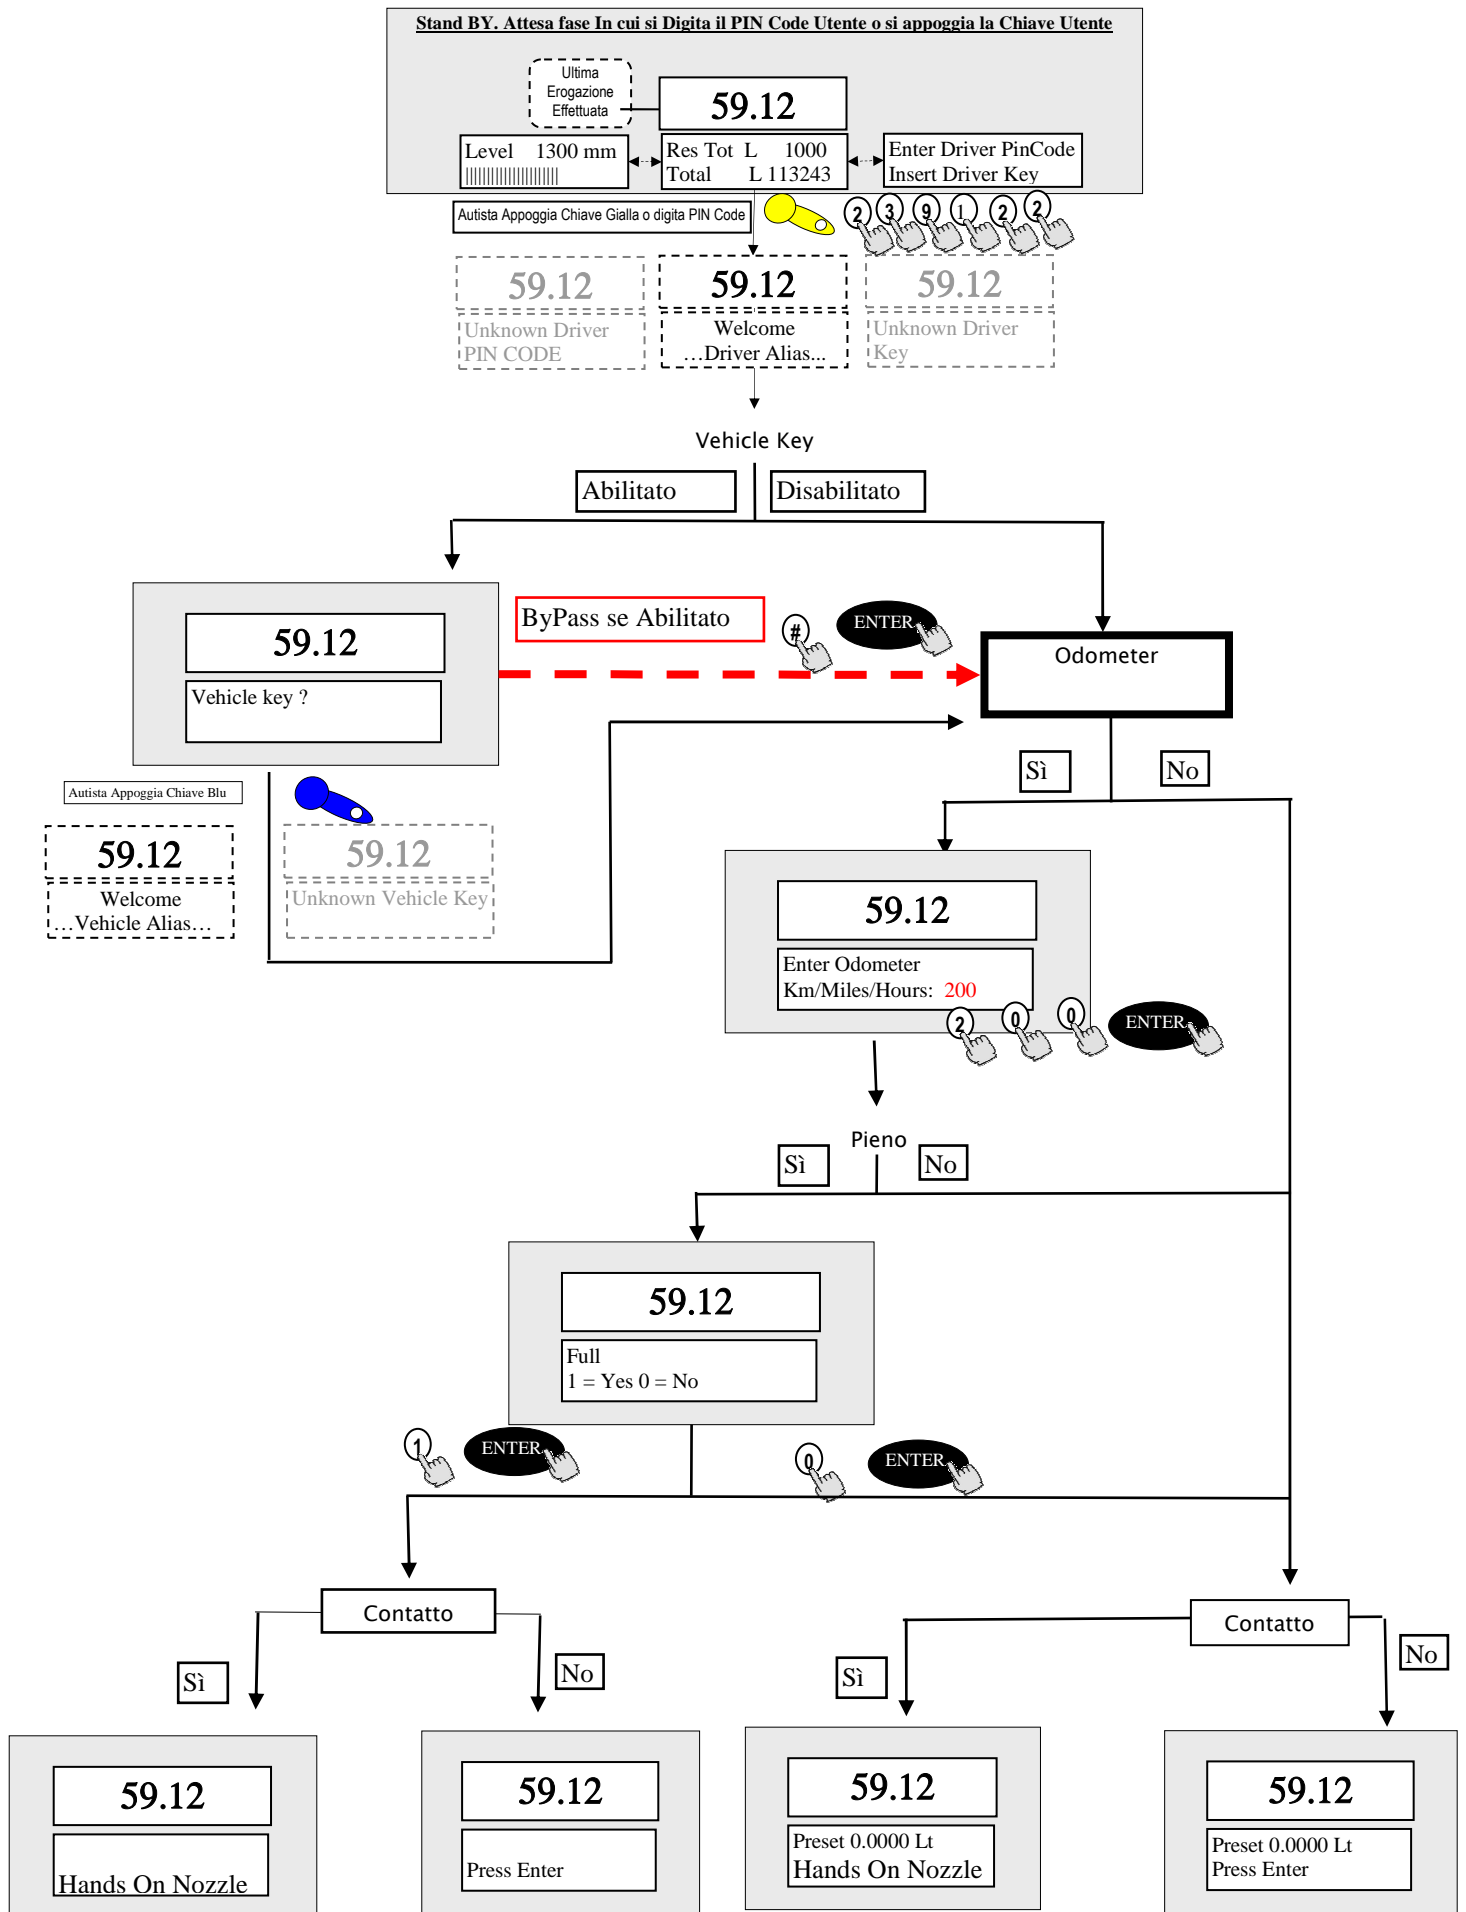 Stand BY. Attesa fase In cui si Digita il PIN Code Utente o si appoggia la Chiave Utente
Ultima
Erogazione
Effettuata
59.12
Level 1300 mm
||||||||||||||||||||||
Res Tot L 1000
Total L 113243
Enter Driver PinCode
Insert Driver Key
Autista Appoggia Chiave Gialla o digita PIN Code
2 3 9 1 2 2
59.12
Unknown Driver
PIN CODE
59.12
Welcome
…Driver Alias...
59.12
Unknown Driver
Key
Vehicle Key
Abilitato
Disabilitato
59.12
Vehicle key ?
ByPass se Abilitato
#
ENTER
Odometer
Sì
No
Autista Appoggia Chiave Blu
59.12
Welcome
…Vehicle Alias…
59.12
Unknown Vehicle Key
59.12
Enter Odometer
Km/Miles/Hours: 200
2 0 0
ENTER
Pieno
Sì
No
59.12
Full
1 = Yes 0 = No
1
ENTER
0
ENTER
Contatto
Sì
No
Contatto
Sì
No
59.12
Hands On Nozzle
59.12
Press Enter
59.12
Preset 0.0000 Lt
Hands On Nozzle
59.12
Preset 0.0000 Lt
Press Enter